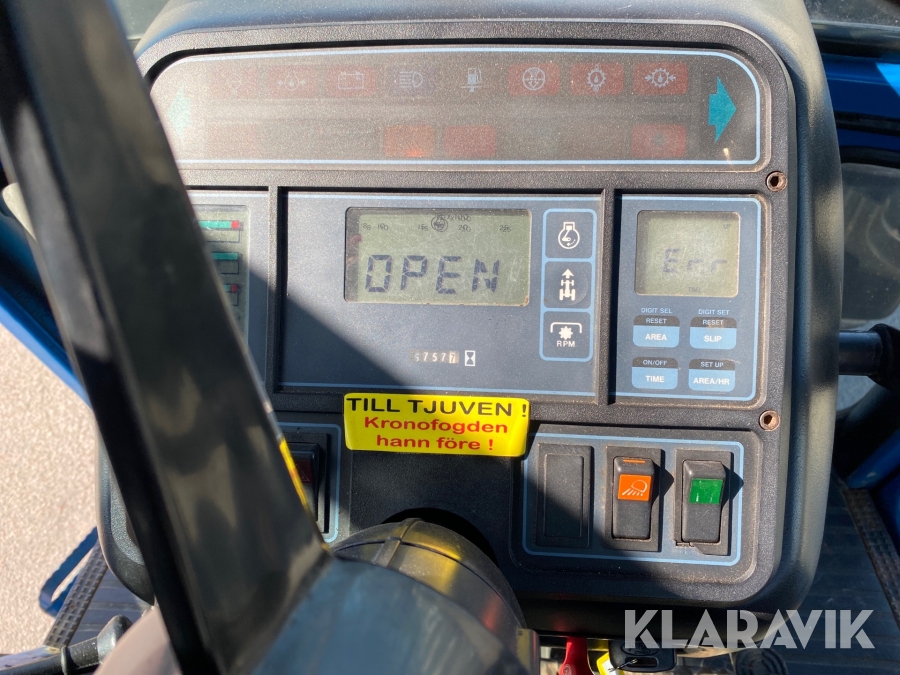 OPEN
Err
RPM
DIGIT SEL
DIGIT SET
RESET
RESET
AREA
SLIP
ON/OFF
SET UP
TIME
AREA/HR
TILL TJUVEN !
Kronofogden
hann före !
KLARAVIK